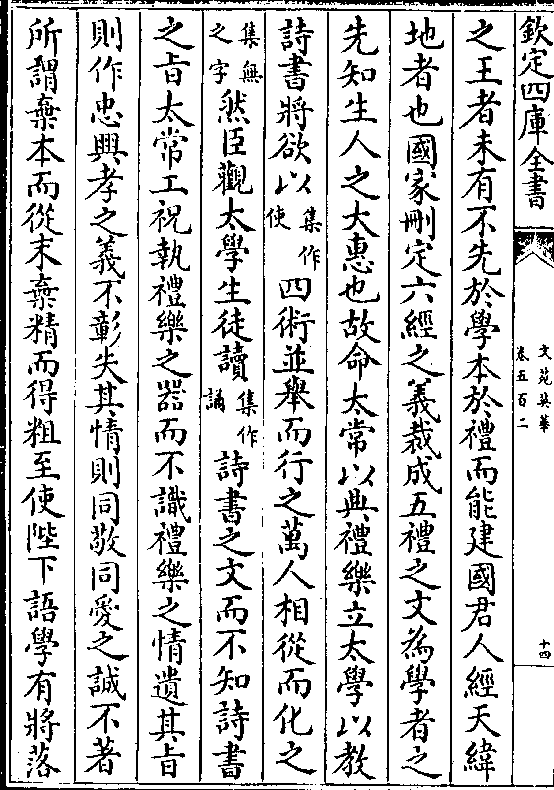 欽定四庫全書
文苑英華
卷五百二
十四
之王者未有不先於學本於禮而能建國君人經天緯
地者也國家刪定六經之義裁成五禮之文為學者之
先知生人之大惠也故命太常以典禮樂立太學以教
詩書將欲以集作使四術並舉而行之萬人相從而化之
集無之字然臣觀太學生徒讀集作誦詩書之文而不知詩書
之旨太常工祝執禮樂之器而不識禮樂之情遺其旨
則作忠興孝之義不彰失其情則同敬同愛之誠不著
所謂棄本而從末棄精而得粗至使陛下語學有將落